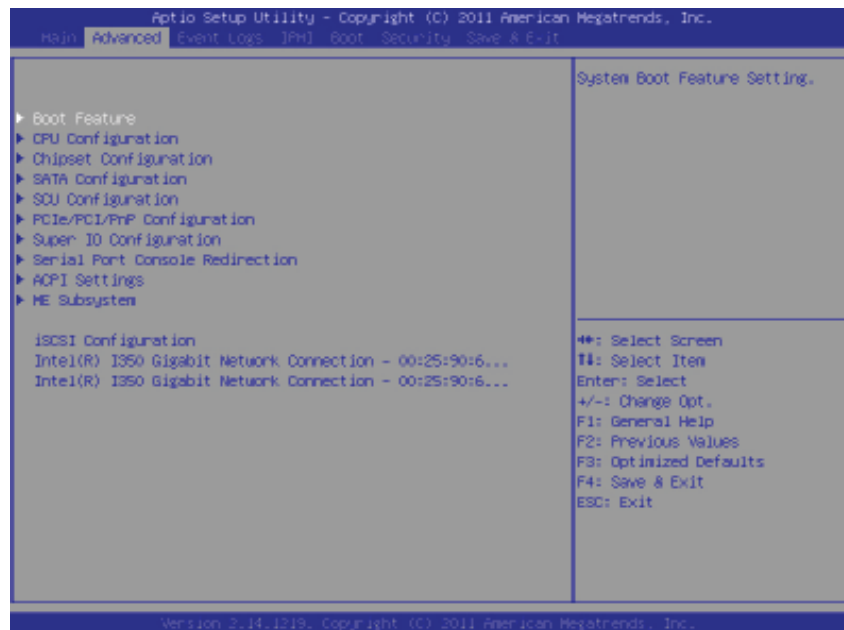 Aptio Setup Utility - Copyright (C) 2011 American Megatrends, Inc.
Main Advanced Event Logs IPMI Boot Security Save & Exit
System Boot Feature Setting.
▶ Boot Feature
▶ CPU Configuration
▶ Chipset Configuration
▶ SATA Configuration
▶ SCU Configuration
▶ PCIe/PCI/PnP Configuration
▶ Super IO Configuration
▶ Serial Port Console Redirection
▶ ACPI Settings
▶ ME Subsystem
iSCSI Configuration
Intel(R) I350 Gigabit Network Connection - 00:25:90:6...
Intel(R) I350 Gigabit Network Connection - 00:25:90:6...
→←: Select Screen
↑↓: Select Item
Enter: Select
+/-: Change Opt.
F1: General Help
F2: Previous Values
F3: Optimized Defaults
F4: Save & Exit
ESC: Exit
Version 2.14.1219. Copyright (C) 2011 American Megatrends, Inc.